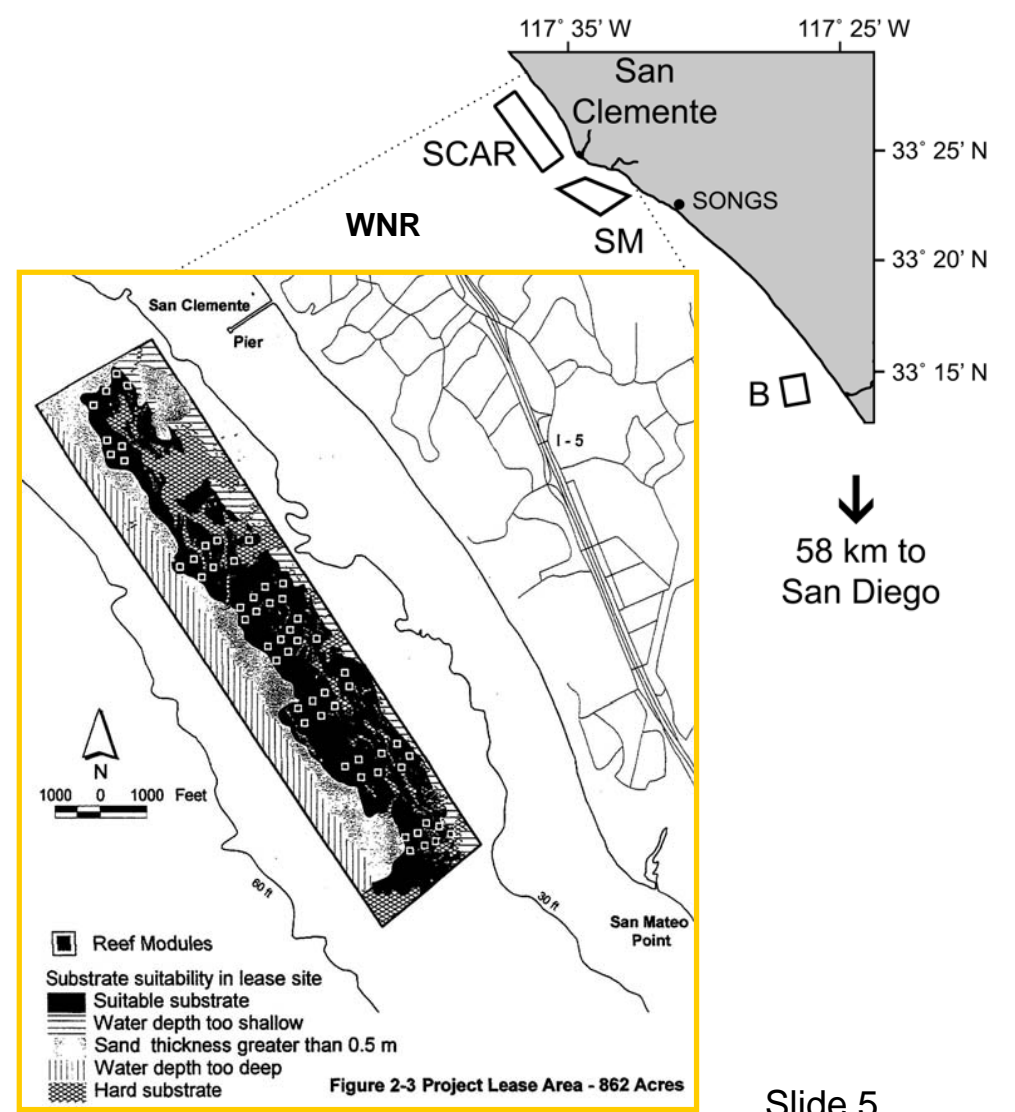 117° 35’ W
117° 25’ W
San
Clemente
SCAR
33° 25’ N
SONGS
WNR
SM
33° 20’ N
San Clemente
Pier
33° 15’ N
B
I - 5
58 km to
San Diego
N
1000 0 1000 Feet
60 ft
30 ft
San Mateo
Point
Reef Modules
Substrate suitability in lease site
Suitable substrate
Water depth too shallow
Sand thickness greater than 0.5 m
Water depth too deep
Hard substrate
Figure 2-3 Project Lease Area - 862 Acres
Slide 5